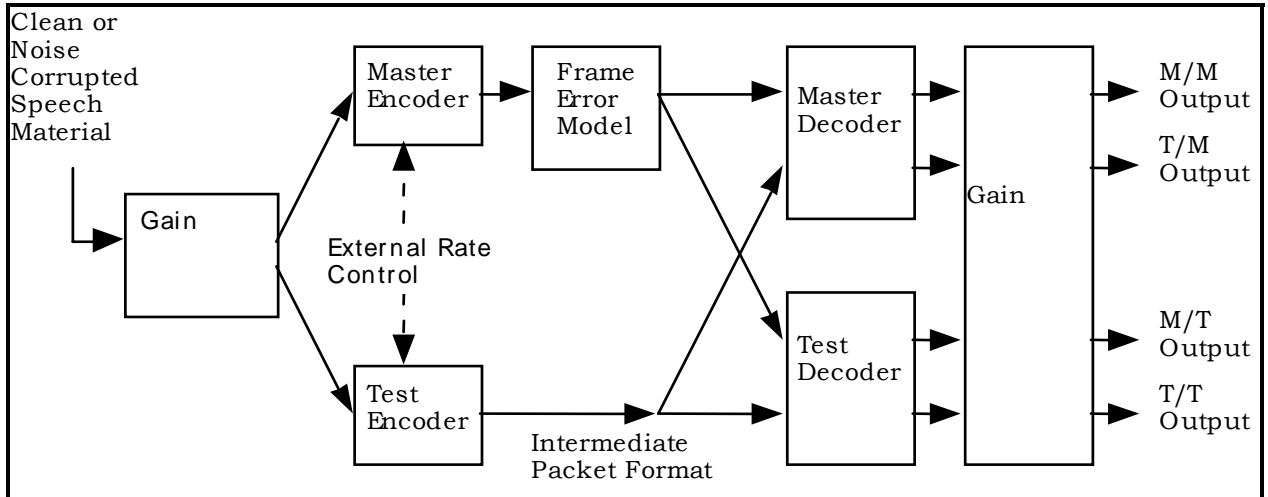 Clean or
Noise
Corrupted
Speech
Material
Gain
Master
Encoder
Frame
Error
Model
External Rate
Control
Test
Encoder
Intermediate
Packet Format
Master
Decoder
Test
Decoder
Gain
M/M
Output
T/M
Output
M/T
Output
T/T
Output